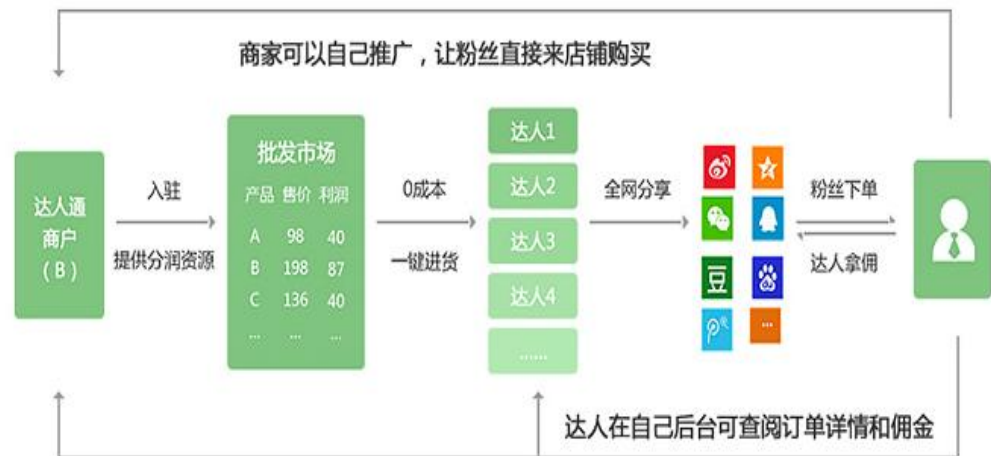 商家可以自己推广，让粉丝直接来店铺购买
达人通
商户
（B）
入驻
提供分润资源
批发市场
产品 售价 利润
A 98 40
B 198 87
C 136 40
... ... ...
0成本
一键进货
达人1
达人2
达人3
达人4
......
全网分享
豆
...
粉丝下单
达人拿佣
达人在自己后台可查阅订单详情和佣金